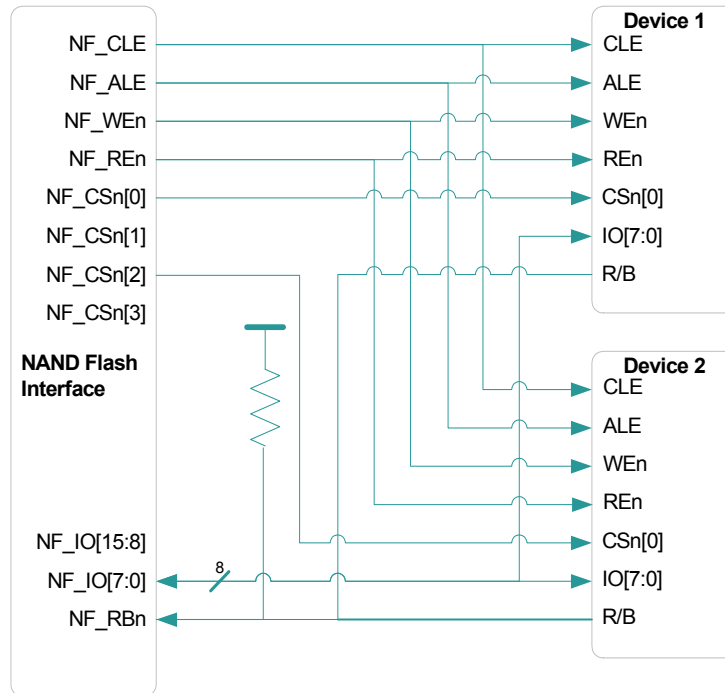 NF_CLE
NF_ALE
NF_WEn
NF_REn
NF_CSn[0]
NF_CSn[1]
NF_CSn[2]
NF_CSn[3]
NAND Flash
Interface
NF_IO[15:8]
NF_IO[7:0]
NF_RBn
8
Device 1
CLE
ALE
WEn
REn
CSn[0]
IO[7:0]
R/B
Device 2
CLE
ALE
WEn
REn
CSn[0]
IO[7:0]
R/B